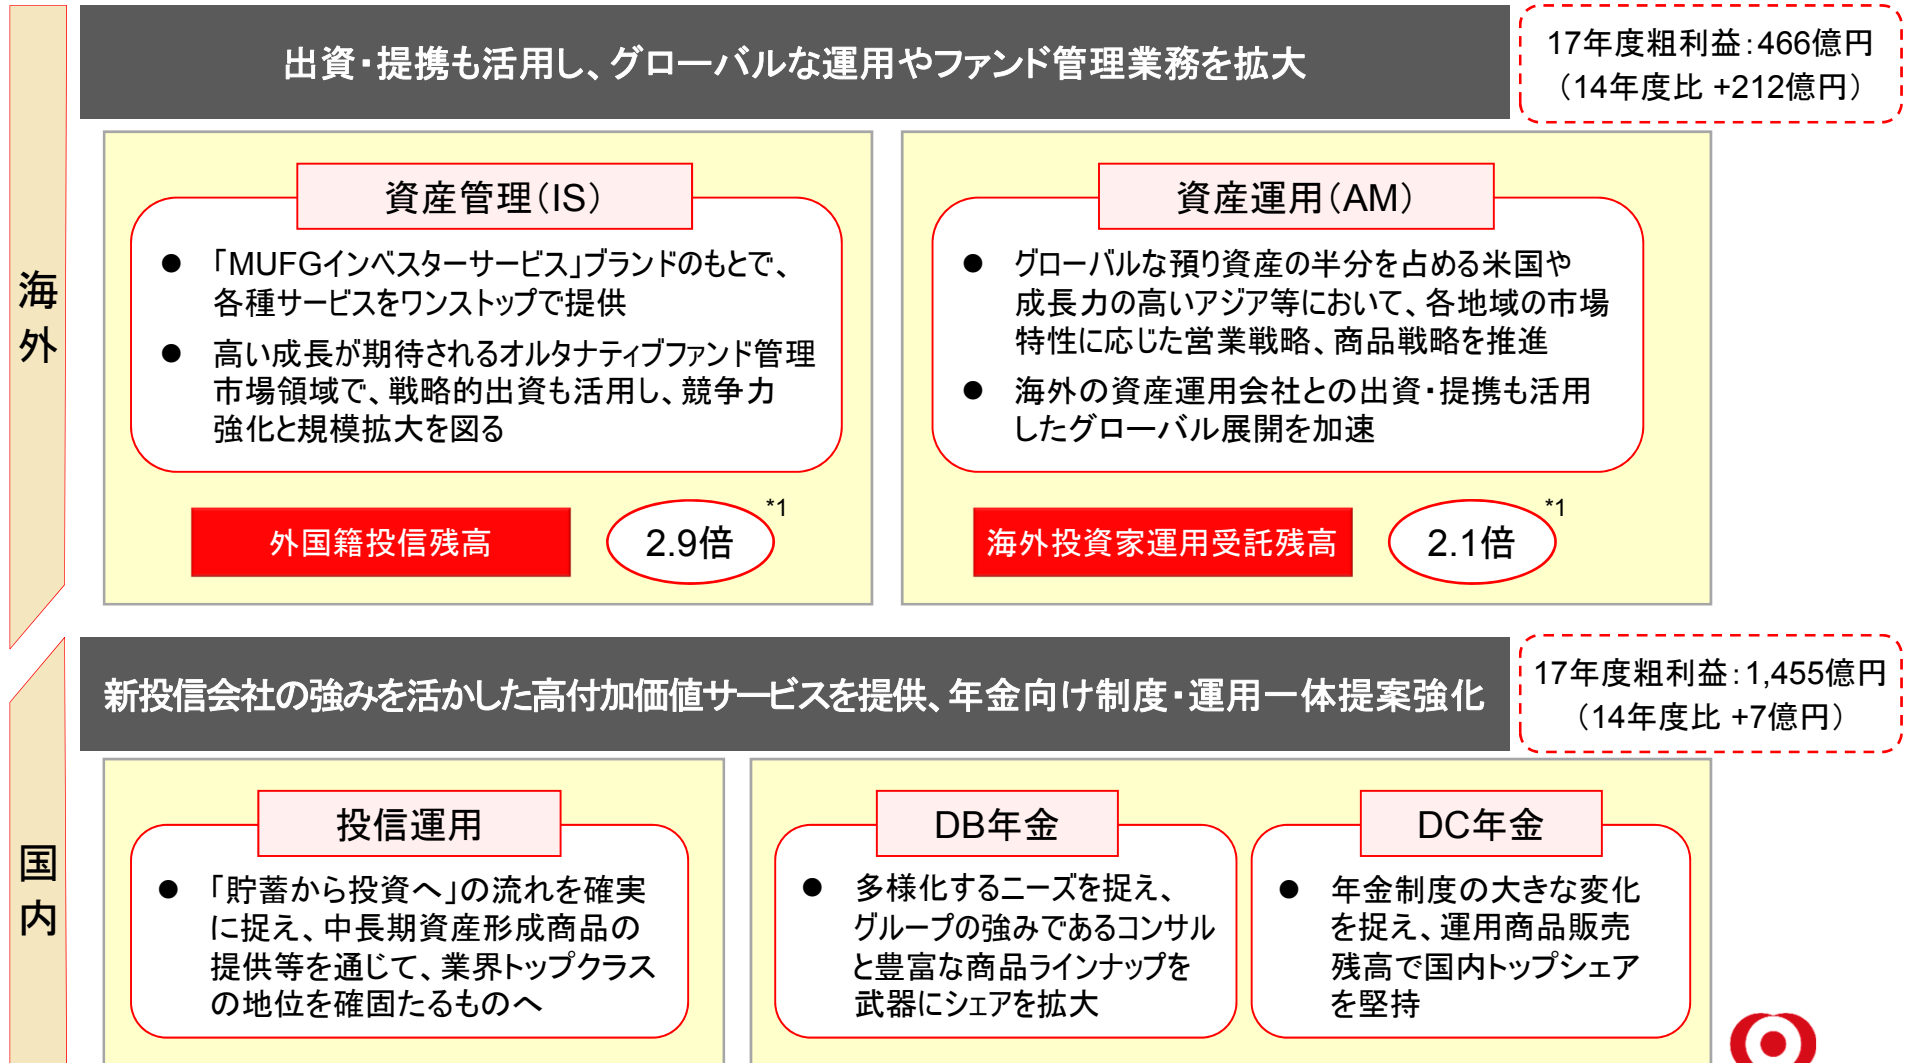 出資・提携も活用し、グローバルな運用やファンド管理業務を拡大
17年度粗利益：466億円
（14年度比 +212億円）
海外
資産管理（IS）
● 「MUFGインベスターサービス」ブランドのもとで、
各種サービスをワンストップで提供
● 高い成長が期待されるオルタナティブファンド管理
市場領域で、戦略的出資も活用し、競争力
強化と規模拡大を図る
外国籍投信残高
2.9倍
*1
資産運用（AM）
● グローバルな預り資産の半分を占める米国や
成長力の高いアジア等において、各地域の市場
特性に応じた営業戦略、商品戦略を推進
● 海外の資産運用会社との出資・提携も活用
したグローバル展開を加速
海外投資家運用受託残高
2.1倍
*1
新投信会社の強みを活かした高付加価値サービスを提供、年金向け制度・運用一体提案強化
17年度粗利益：1,455億円
（14年度比 +7億円）
国内
投信運用
● 「貯蓄から投資へ」の流れを確実
に捉え、中長期資産形成商品の
提供等を通じて、業界トップクラス
の地位を確固たるものへ
DB年金
● 多様化するニーズを捉え、
グループの強みであるコンサル
と豊富な商品ラインナップを
武器にシェアを拡大
DC年金
● 年金制度の大きな変化
を捉え、運用商品販売
残高で国内トップシェア
を堅持